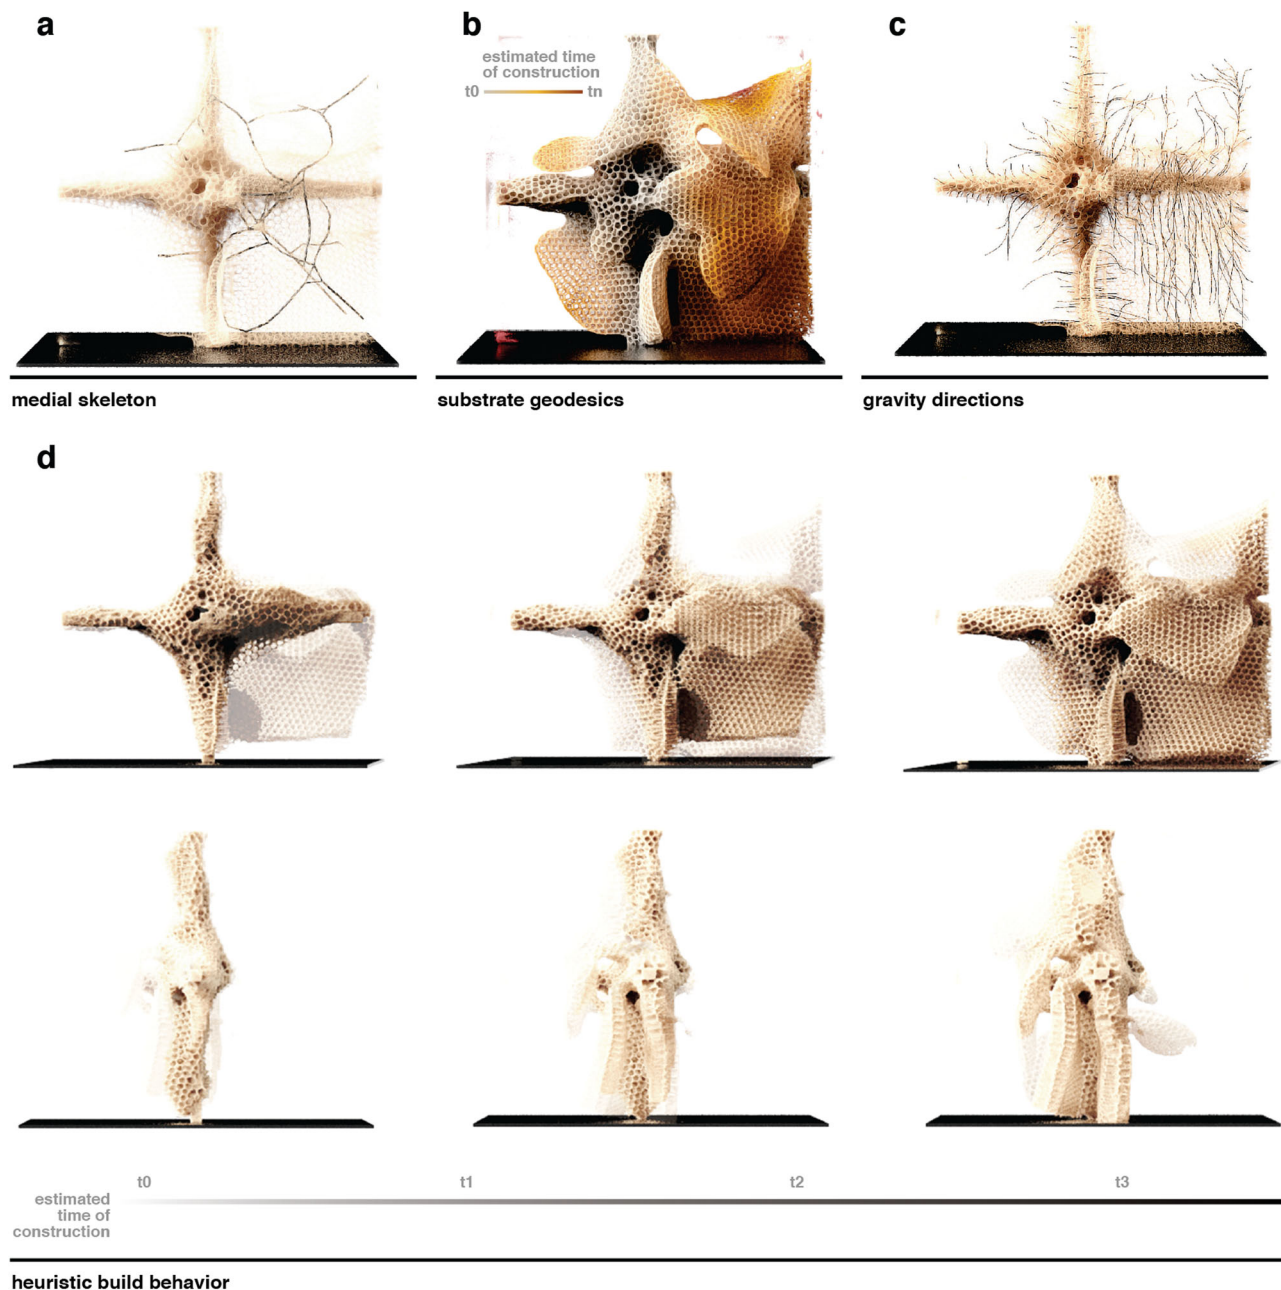 a
b
c
estimated time
of construction
t0
tn
medial skeleton
substrate geodesics
gravity directions
d
t0
t1
t2
t3
estimated
time of
construction
heuristic build behavior